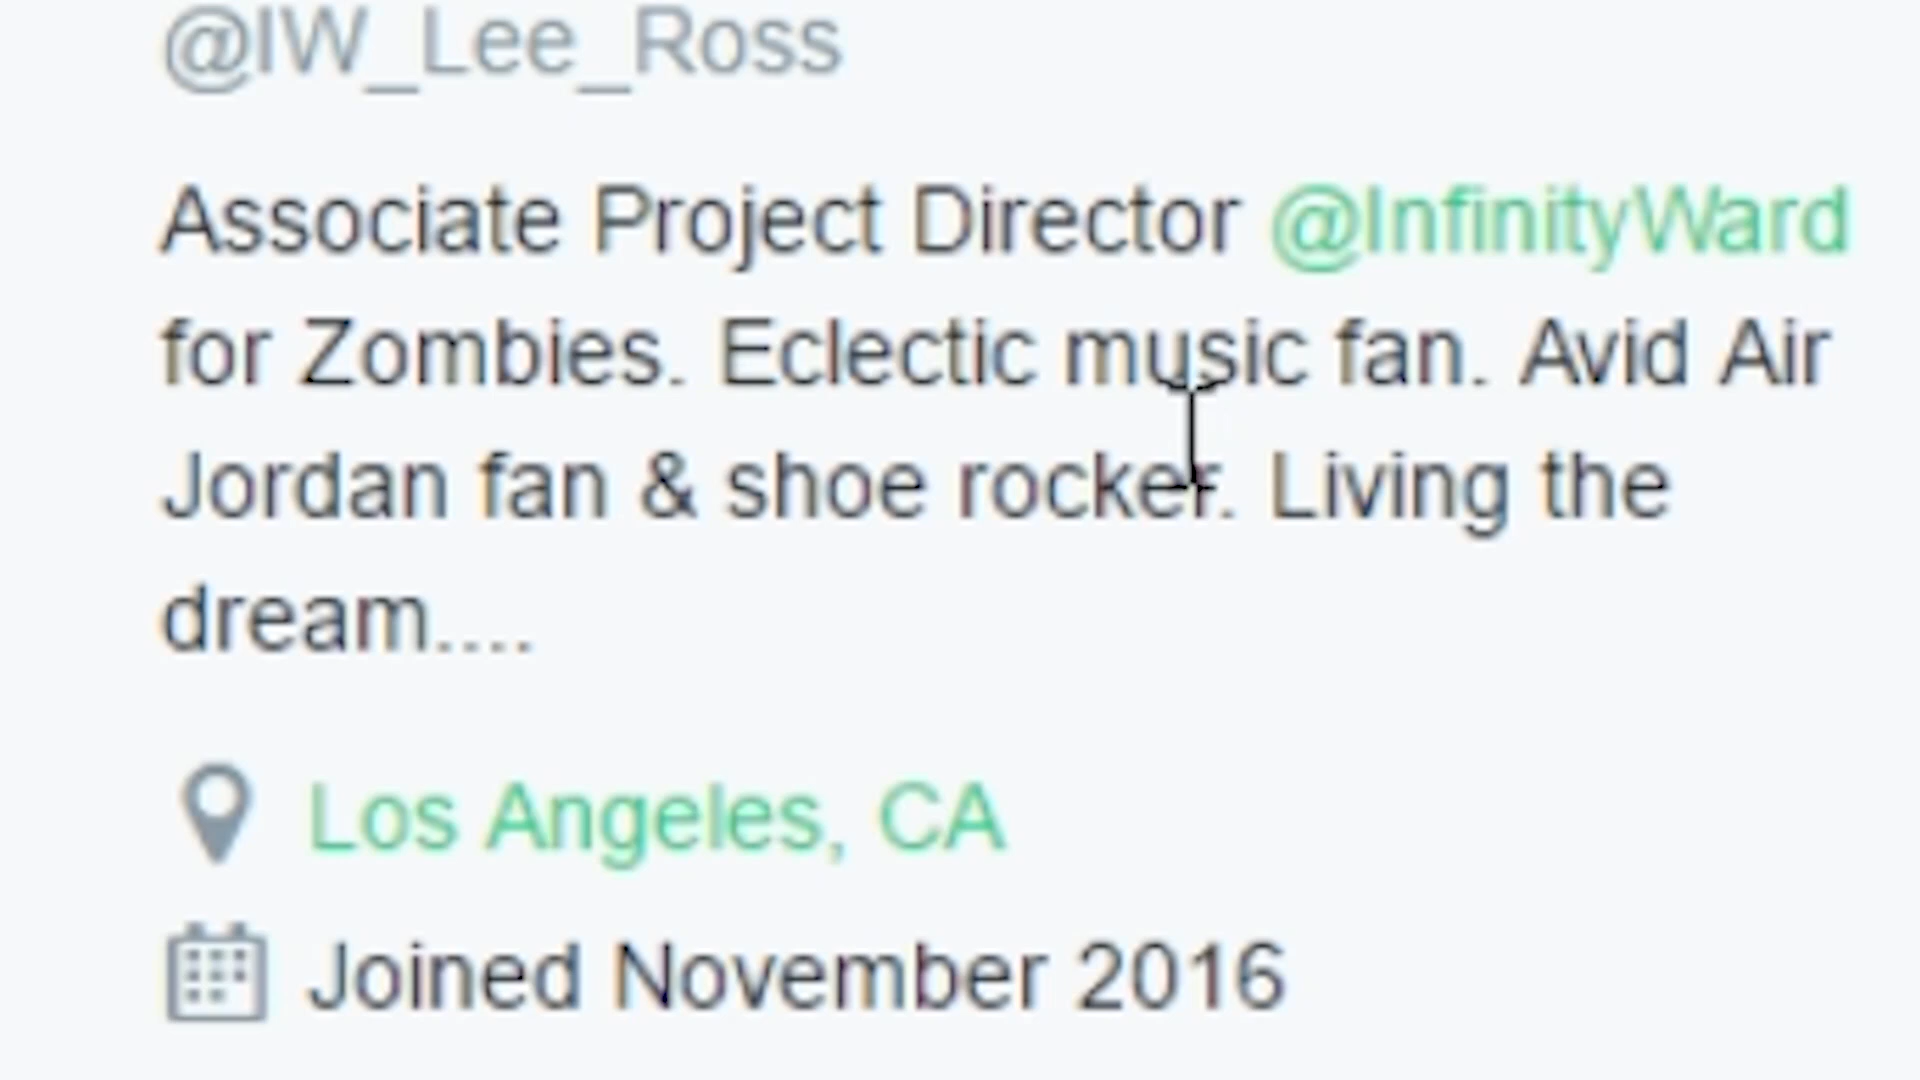 @IW_Lee_Ross
Associate Project Director @InfinityWard
for Zombies. Eclectic music fan. Avid Air
Jordan fan & shoe rocker. Living the
dream....
Los Angeles, CA
Joined November 2016